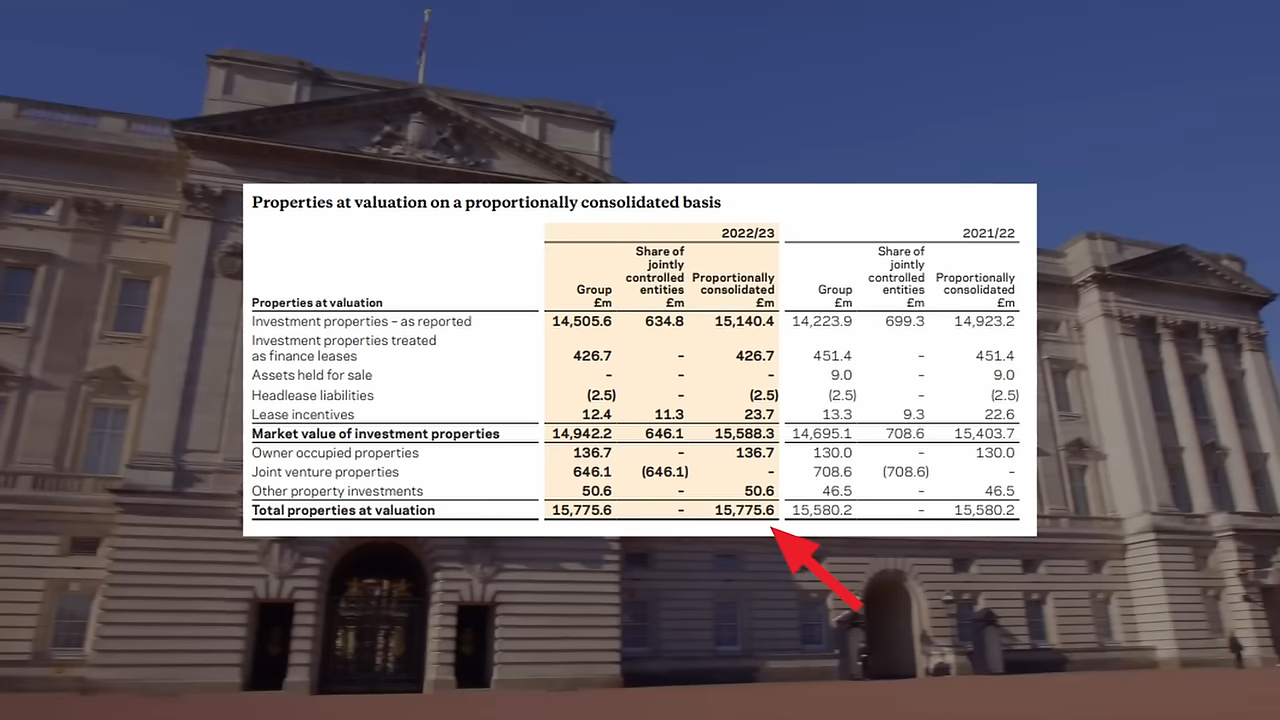 Properties at valuation on a proportionally consolidated basis
2022/23 2021/22
Share of Share of
jointly jointly
controlled Proportionally controlled Proportionally
Group entities consolidated Group entities consolidated
Properties at valuation £m £m £m £m £m £m
Investment properties – as reported 14,505.6 634.8 15,140.4 14,223.9 699.3 14,923.2
Investment properties treated
as finance leases 426.7 – 426.7 451.4 – 451.4
Assets held for sale – – – 9.0 – 9.0
Headlease liabilities (2.5) – (2.5) (2.5) – (2.5)
Lease incentives 12.4 11.3 23.7 13.3 9.3 22.6
Market value of investment properties 14,942.2 646.1 15,588.3 14,695.1 708.6 15,403.7
Owner occupied properties 136.7 – 136.7 130.0 – 130.0
Joint venture properties 646.1 (646.1) – 708.6 (708.6) –
Other property investments 50.6 – 50.6 46.5 – 46.5
Total properties at valuation 15,775.6 – 15,775.6 15,580.2 – 15,580.2